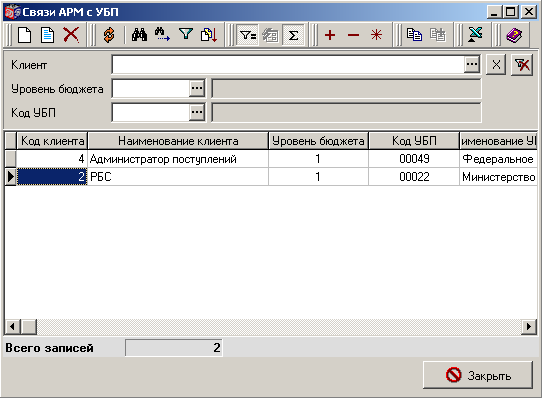 Связи АРМ с УБП
Клиент
Уровень бюджета
Код УБП
Код клиента Наименование клиента Уровень бюджета Код УБП именование УБ
4 Администратор поступлений 1 00049 Федеральное
2 РБС 1 00022 Министерство
Всего записей 2
Закрыть